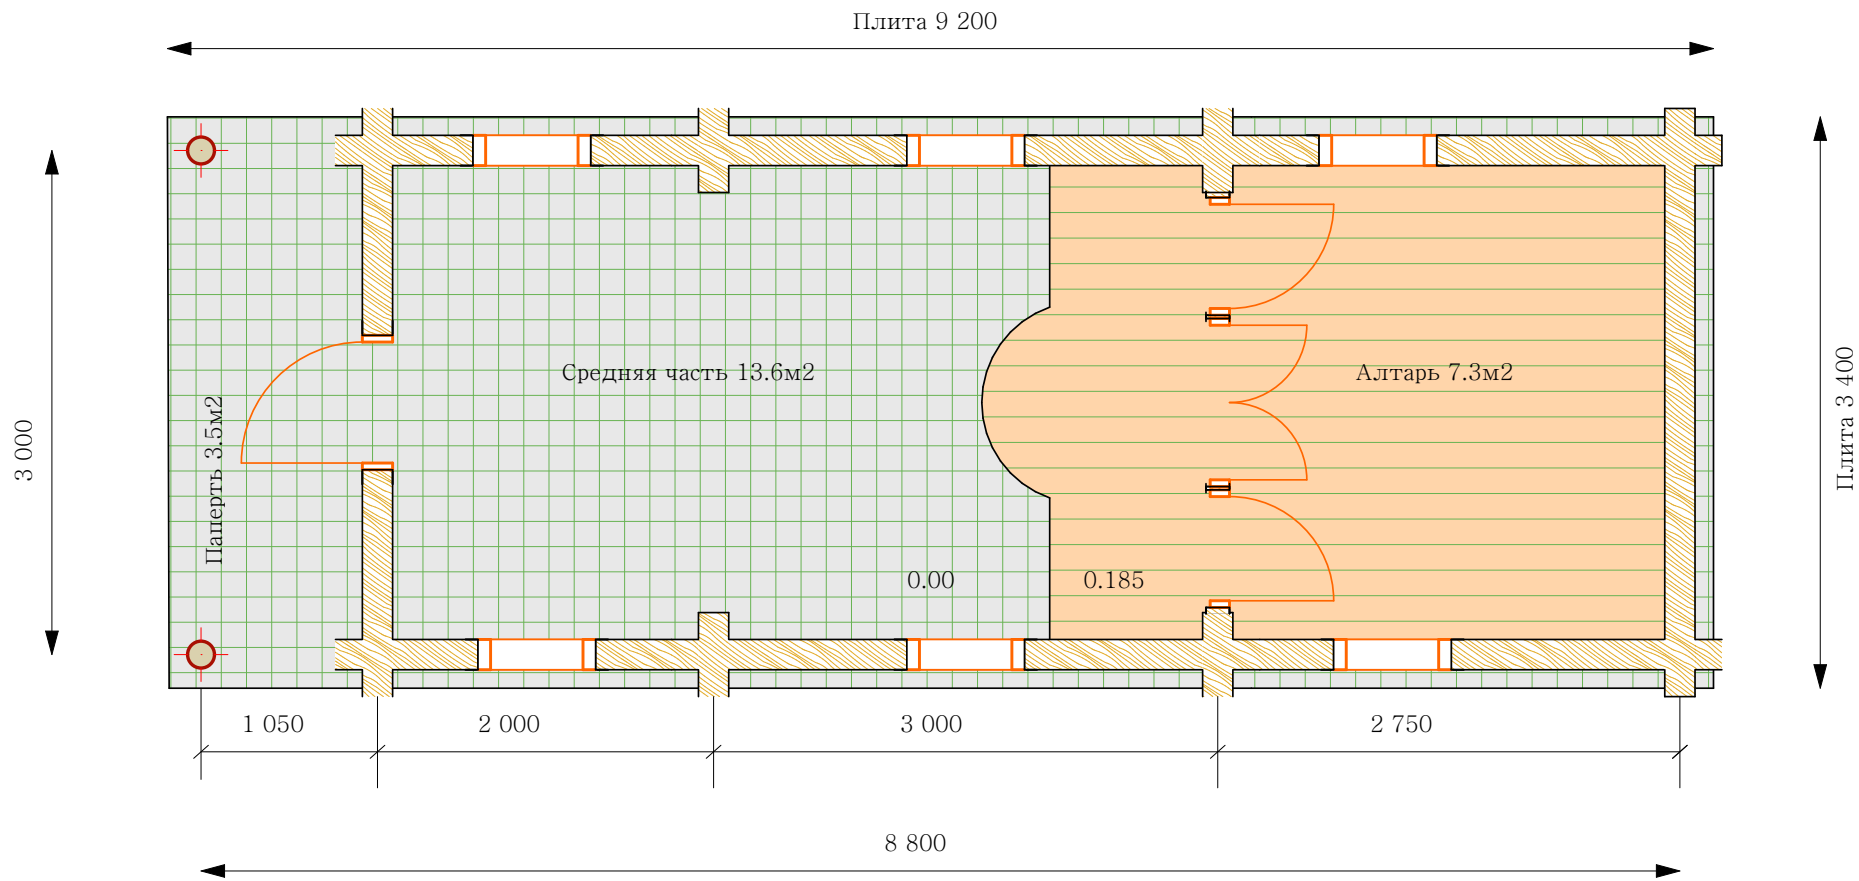 Плита 9 200
3 000
Плита 3 400
Паперть 3.5м2
Средняя часть 13.6м2
Алтарь 7.3м2
0.00
0.185
1 050
2 000
3 000
2 750
8 800